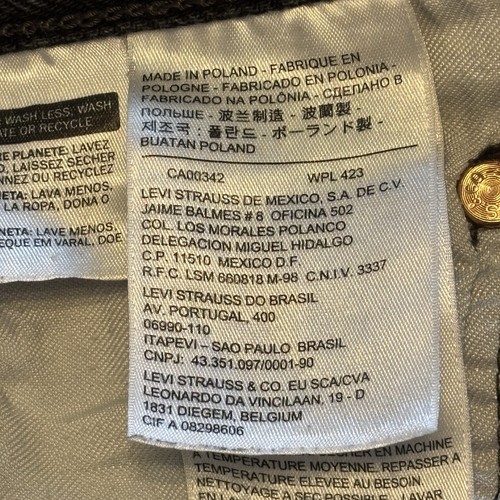 WASH LESS, WASH
ATE OR RECYCLE
PLANETE: LAVEZ
LAISSEZ SECHER
NNEZ OU RECYCLEZ
LAVA MENOS,
LA ROPA, DONA O
LAVE MENOS,
EQUE EM VARAL, DOE
MADE IN POLAND - FABRIQUE EN
POLOGNE - FABRICADO EN POLONIA -
FABRICADO NA POLÔNIA - СДЕЛАНО В
ПОЛЬШЕ - 波兰制造 - 波蘭製 -
제조국 : 폴란드 - ポーランド製 -
BUATAN POLAND
CA00342 WPL 423
LEVI STRAUSS DE MEXICO, S.A. DE C.V.
JAIME BALMES # 8 OFICINA 502
COL. LOS MORALES POLANCO
DELEGACION MIGUEL HIDALGO
C.P. 11510 MEXICO D.F.
R.F.C. LSM 660818 M-98 C.N.I.V. 3337
LEVI STRAUSS DO BRASIL
AV. PORTUGAL, 400
06990-110
ITAPEVI – SAO PAULO BRASIL
CNPJ: 43.351.097/0001-90
LEVI STRAUSS & CO. EU SCA/CVA
LEONARDO DA VINCILAAN, 19 - D
1831 DIEGEM, BELGIUM
CIF A 08298606
EN MACHINE
A TEMPERATURE MOYENNE. REPASSER A
TEMPERATURE ELEVEE AU BESOIN.
NETTOYAGE A SEC POSSIBLE.